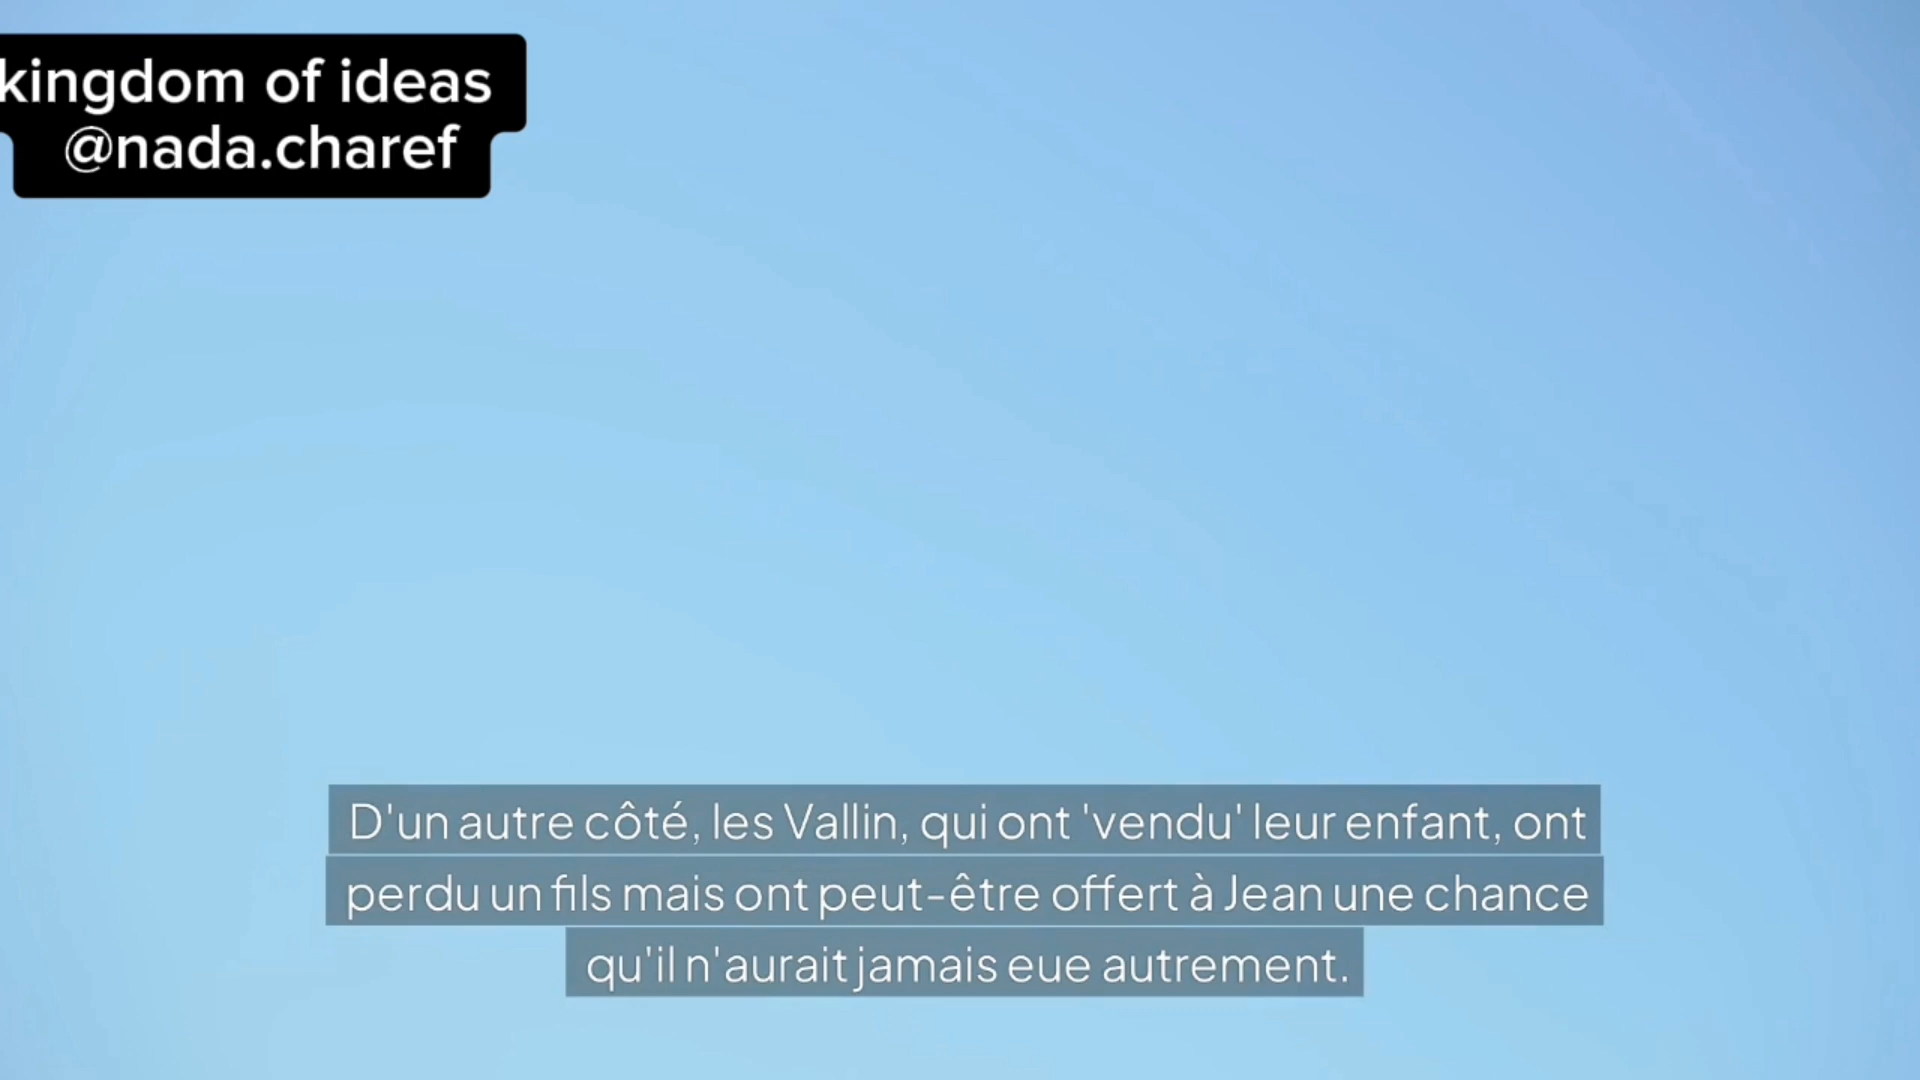 kingdom of ideas
@nada.charef
D'un autre côté, les Vallin, qui ont 'vendu' leur enfant, ont
perdu un fils mais ont peut-être offert à Jean une chance
qu'il n'aurait jamais eue autrement.